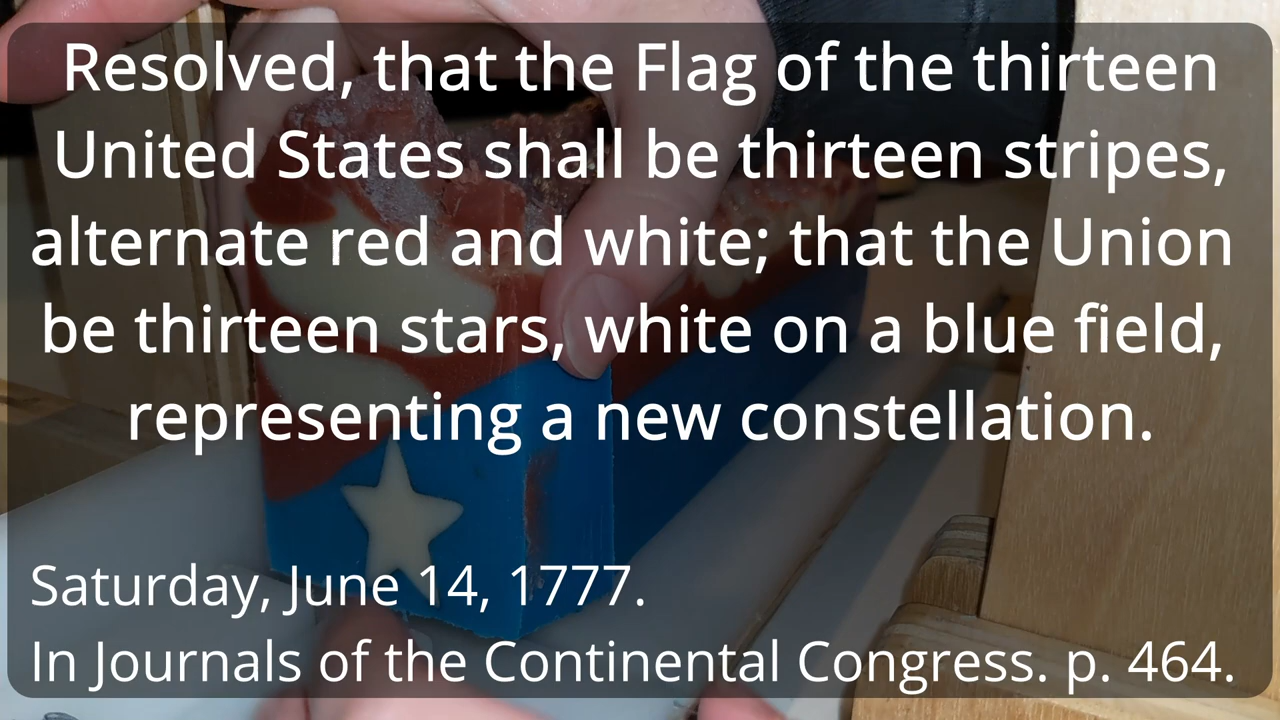 Resolved, that the Flag of the thirteen
United States shall be thirteen stripes,
alternate red and white; that the Union
be thirteen stars, white on a blue field,
representing a new constellation.
Saturday, June 14, 1777.
In Journals of the Continental Congress. p. 464.